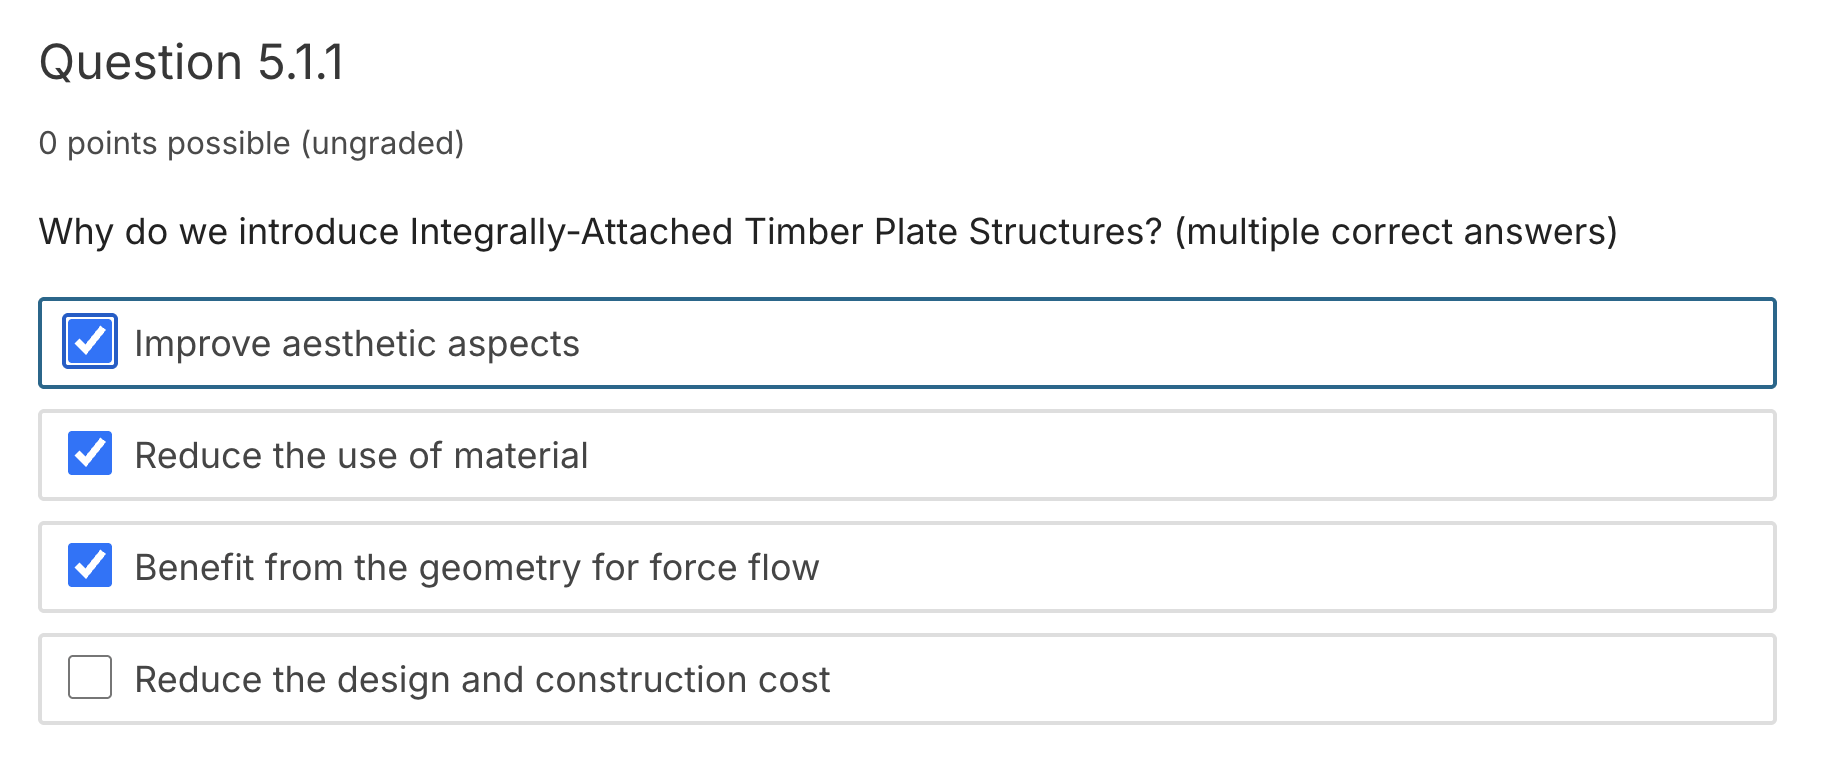 Question 5.1.1
0 points possible (ungraded)
Why do we introduce Integrally-Attached Timber Plate Structures? (multiple correct answers)
Improve aesthetic aspects
Reduce the use of material
Benefit from the geometry for force flow
Reduce the design and construction cost